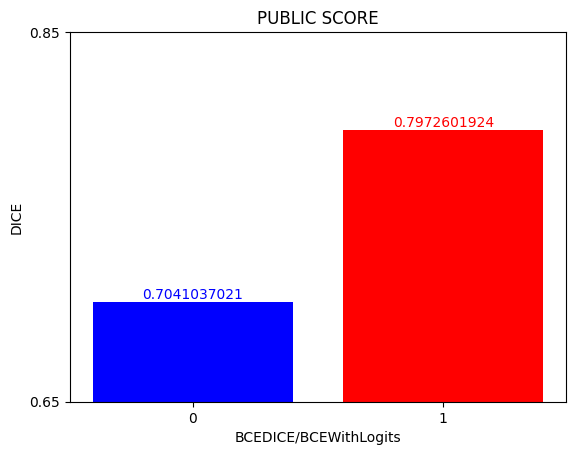 PUBLIC SCORE
0.85
0.7972601924
DICE
0.7041037021
0.65
0 1
BCEDICE/BCEWithLogits